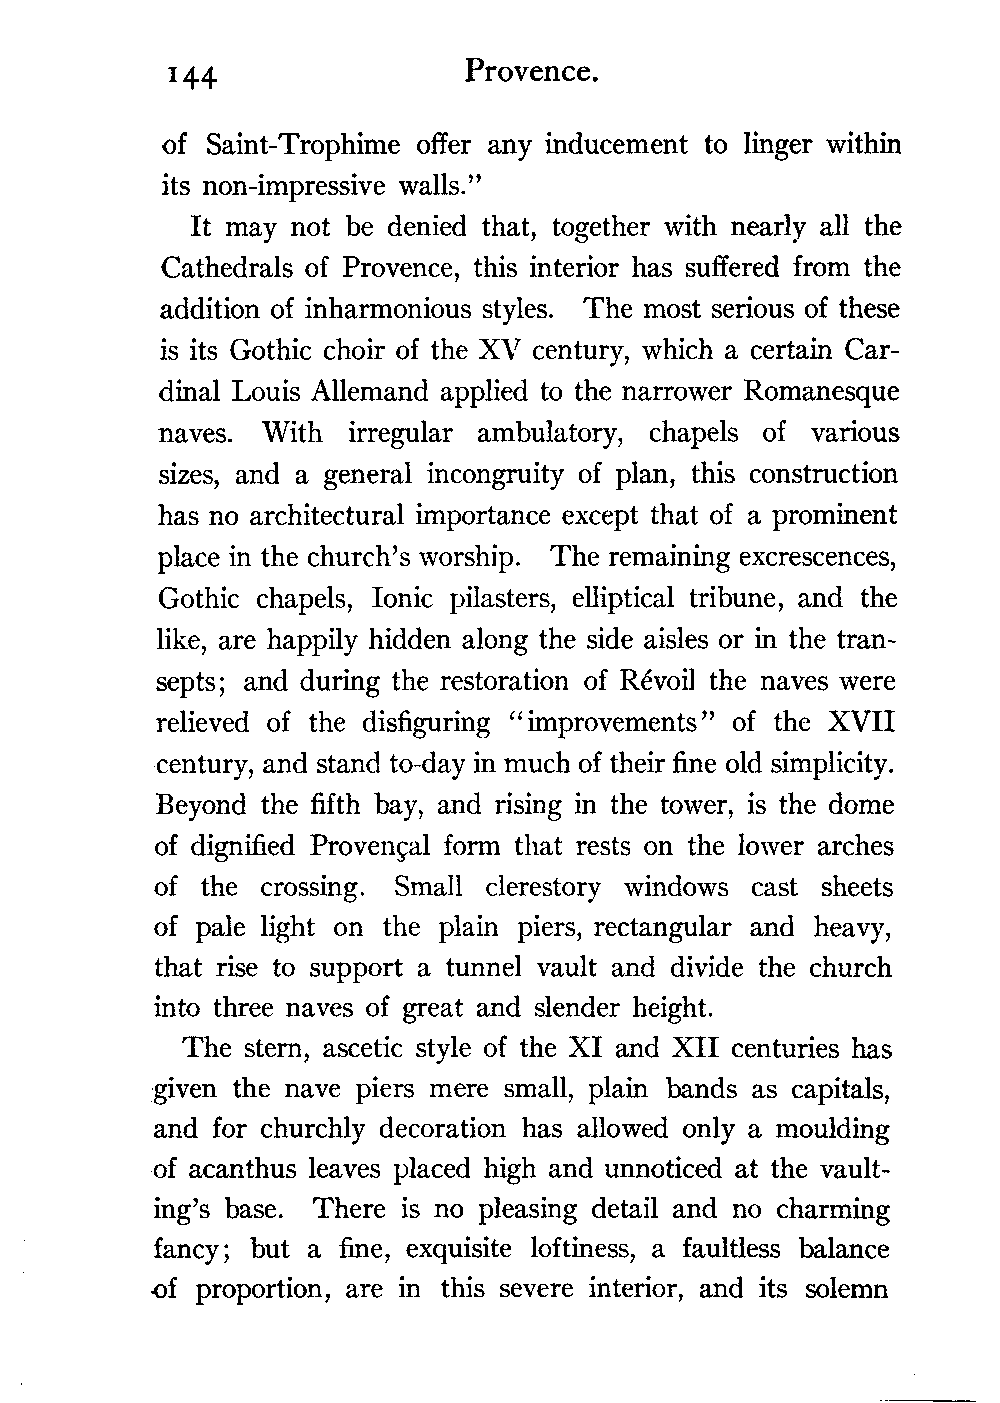 144 Provence.
of Saint-Trophime offer any inducement to linger within
its non-impressive walls.”
It may not be denied that, together with nearly all the
Cathedrals of Provence, this interior has suffered from the
addition of inharmonious styles. The most serious of these
is its Gothic choir of the XV century, which a certain Car-
dinal Louis Allemand applied to the narrower Romanesque
naves. With irregular ambulatory, chapels of various
sizes, and a general incongruity of plan, this construction
has no architectural importance except that of a prominent
place in the church’s worship. The remaining excrescences,
Gothic chapels, Ionic pilasters, elliptical tribune, and the
like, are happily hidden along the side aisles or in the tran-
septs; and during the restoration of Révoil the naves were
relieved of the disfiguring “improvements” of the XVII
century, and stand to-day in much of their fine old simplicity.
Beyond the fifth bay, and rising in the tower, is the dome
of dignified Provençal form that rests on the lower arches
of the crossing. Small clerestory windows cast sheets
of pale light on the plain piers, rectangular and heavy,
that rise to support a tunnel vault and divide the church
into three naves of great and slender height.
The stern, ascetic style of the XI and XII centuries has
given the nave piers mere small, plain bands as capitals,
and for churchly decoration has allowed only a moulding
of acanthus leaves placed high and unnoticed at the vault-
ing’s base. There is no pleasing detail and no charming
fancy; but a fine, exquisite loftiness, a faultless balance
of proportion, are in this severe interior, and its solemn